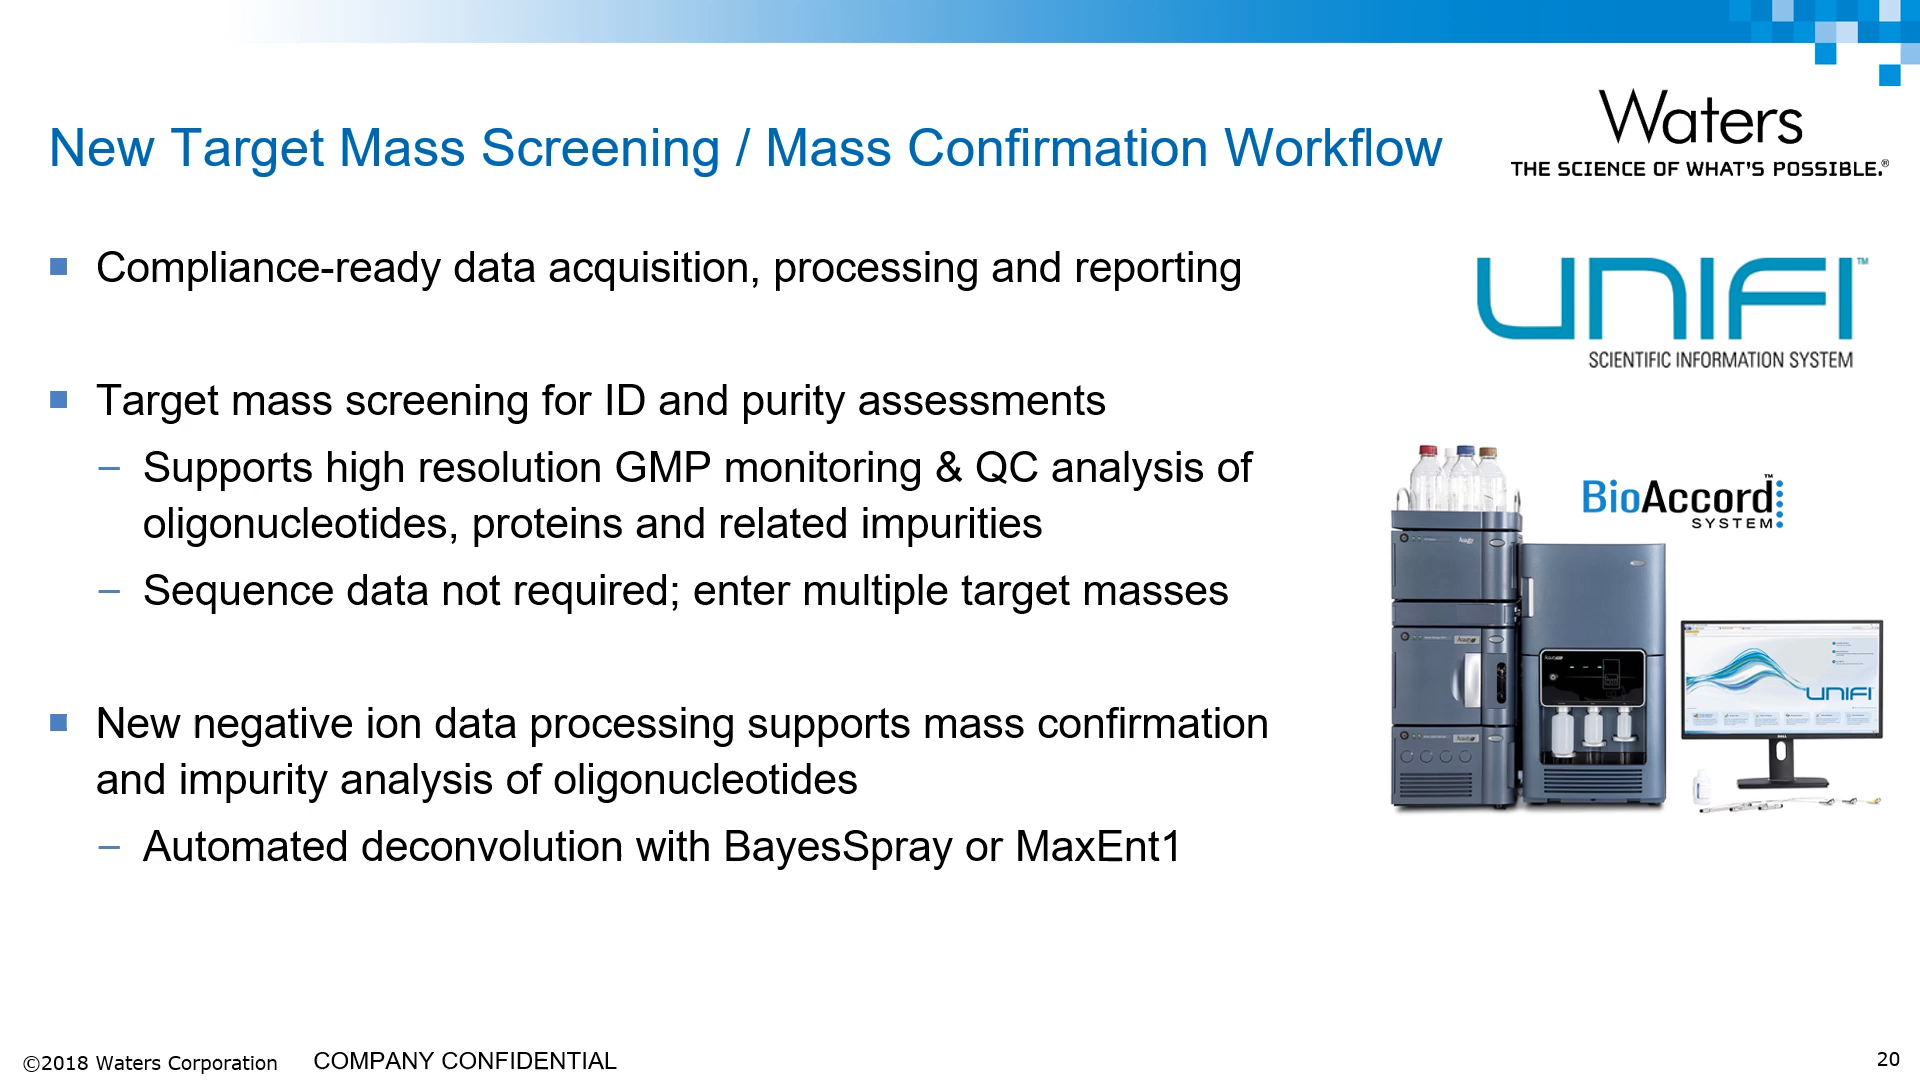 Waters
THE SCIENCE OF WHAT'S POSSIBLE.®
New Target Mass Screening / Mass Confirmation Workflow
Compliance-ready data acquisition, processing and reporting
UNIFI™
SCIENTIFIC INFORMATION SYSTEM
Target mass screening for ID and purity assessments
– Supports high resolution GMP monitoring & QC analysis of
oligonucleotides, proteins and related impurities
– Sequence data not required; enter multiple target masses
BioAccord™
SYSTEM
UNIFI
DELL
New negative ion data processing supports mass confirmation
and impurity analysis of oligonucleotides
– Automated deconvolution with BayesSpray or MaxEnt1
©2018 Waters Corporation COMPANY CONFIDENTIAL 20